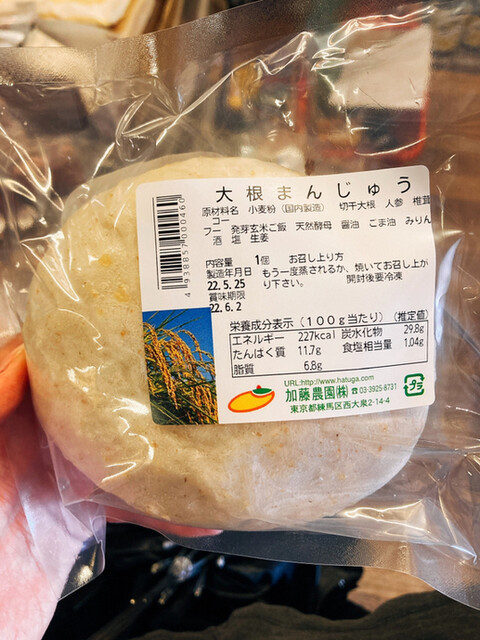 大根まんじゅう
原材料名 小麦粉（国内製造） 切干大根 人参 椎茸
コー
フー 発芽玄米ご飯 天然酵母 醤油 ごま油 みりん
酒 塩 生姜
内容量 1個 お召し上り方
製造年月日 もう一度蒸されるか、焼いてお召し上が
22. 5.25 り下さい。 開封後要冷凍
賞味期限
22. 6. 2
栄養成分表示（100g当たり）（推定値）
エネルギー 227kcal 炭水化物 29.8g
たんぱく質 11.7g 食塩相当量 1.04g
脂質 6.8g
URL:http://www.hatuga.com
加藤農園㈱ ☎03-3925-8731
東京都練馬区西大泉2-14-4
プラ
4938857000460